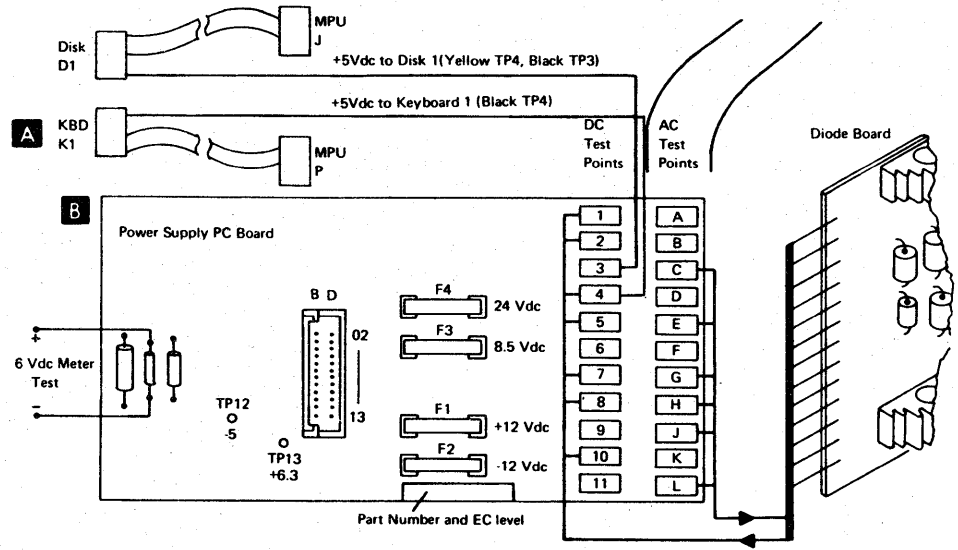 MPU
J
Disk
D1
+5Vdc to Disk 1(Yellow TP4, Black TP3)
+5Vdc to Keyboard 1 (Black TP4)
A
KBD
K1
MPU
P
DC
Test
Points
AC
Test
Points
Diode Board
B
Power Supply PC Board
1
2
3
4
5
6
7
8
9
10
11
A
B
C
D
E
F
G
H
J
K
L
B D
02
13
F4
24 Vdc
F3
8.5 Vdc
F1
+12 Vdc
F2
-12 Vdc
+
6 Vdc Meter
Test
-
TP12
-5
TP13
+6.3
Part Number and EC level